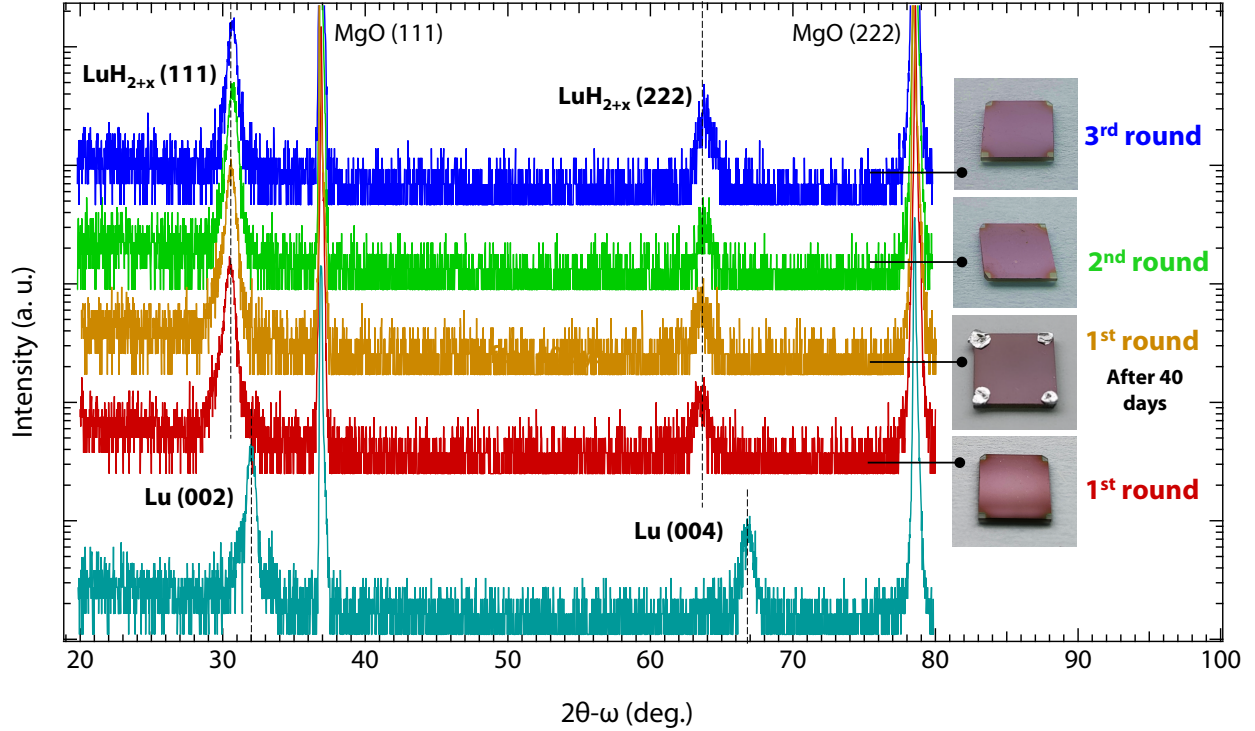 MgO (111)
MgO (222)
LuH2+x (111)
LuH2+x (222)
3rd round
2nd round
1st round
After 40
days
1st round
Lu (002)
Lu (004)
Intensity (a. u.)
20 30 40 50 60 70 80 90 100
2θ-ω (deg.)